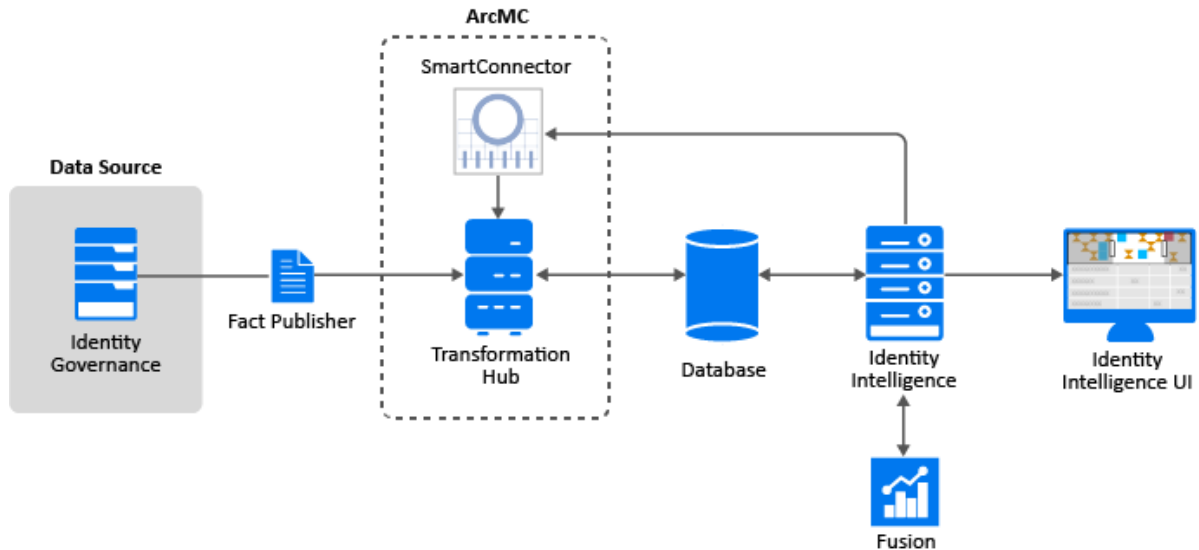 ArcMC
SmartConnector
Data Source
Identity
Governance
Fact Publisher
Transformation
Hub
Database
Identity
Intelligence
Identity
Intelligence UI
Fusion